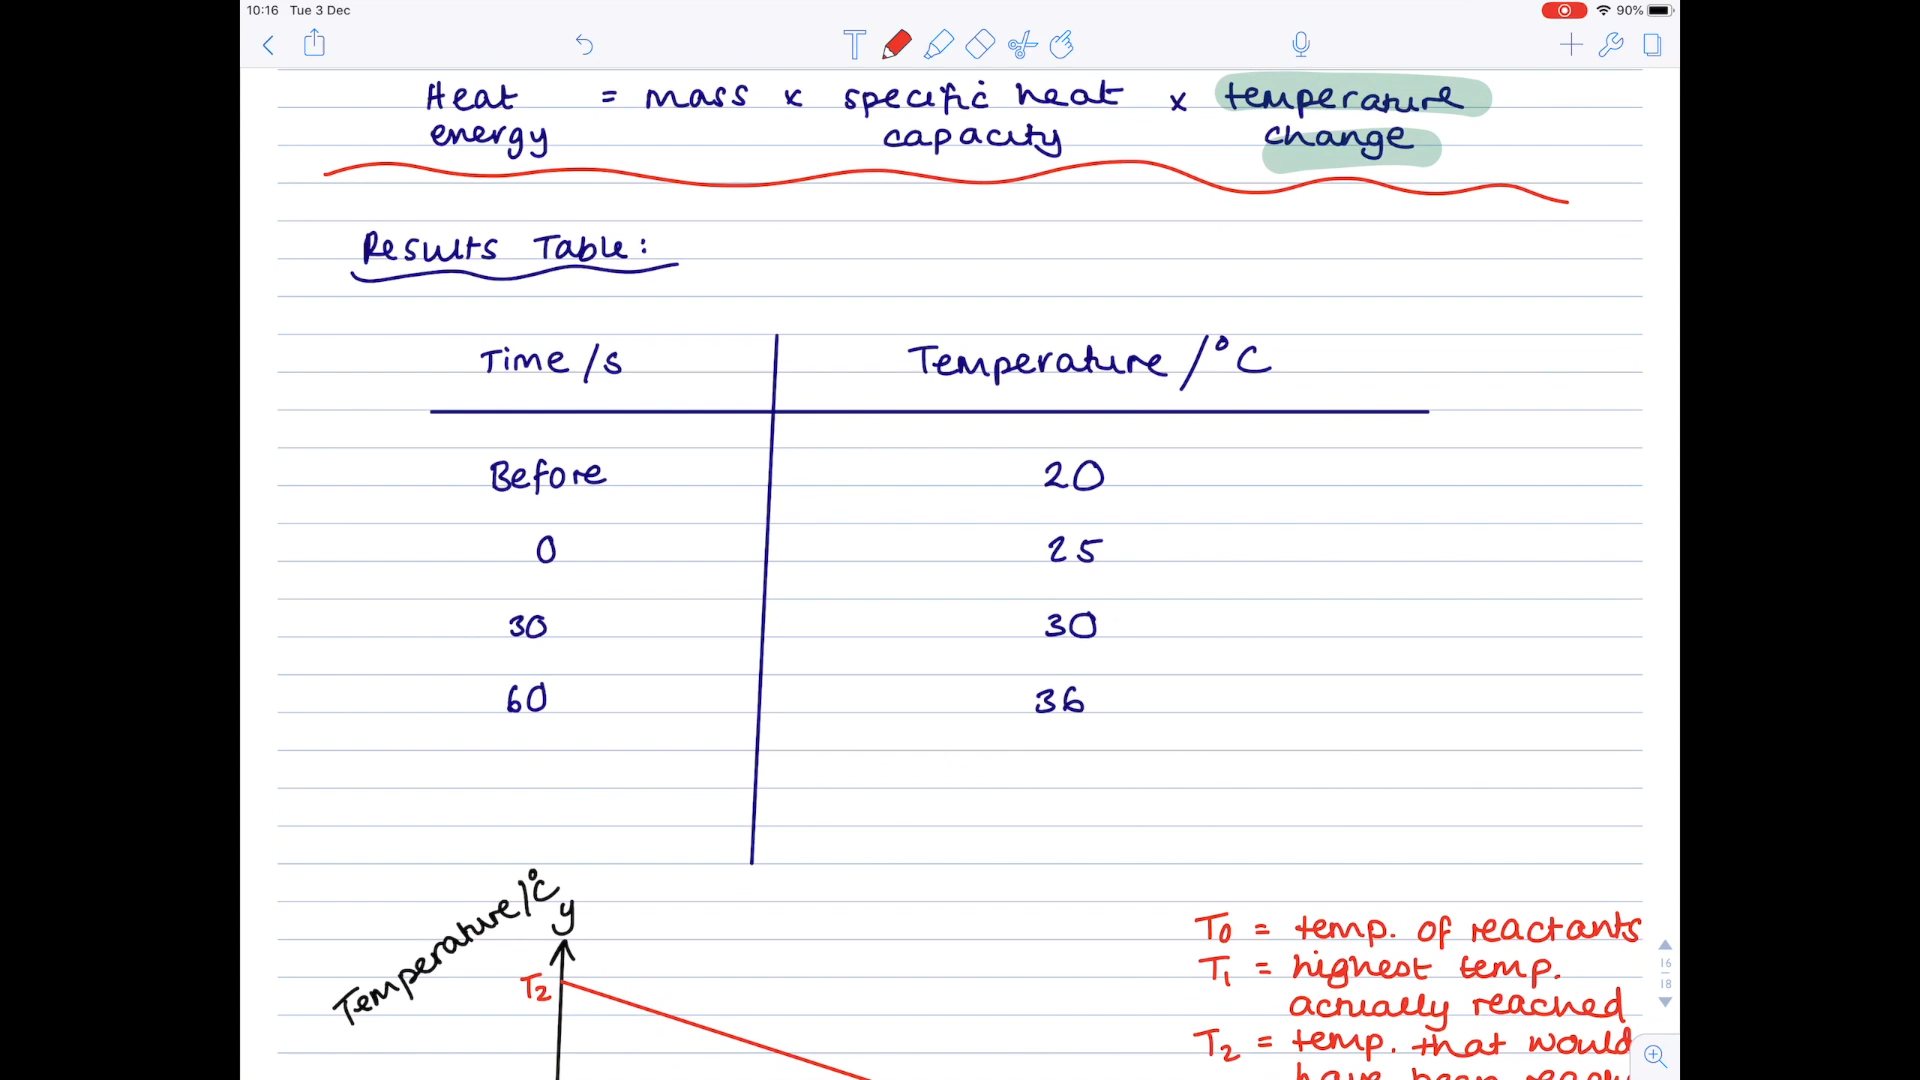 10:16 Tue 3 Dec
90%
T
Heat = mass x specific heat x temperature
energy capacity change
Results Table:
Time /s Temperature /°C
Before 20
0 25
30 30
60 36
Temperature/°C
y
T2
T0 = temp. of reactants
T1 = highest temp.
actually reached
T2 = temp. that would
have been
16
18